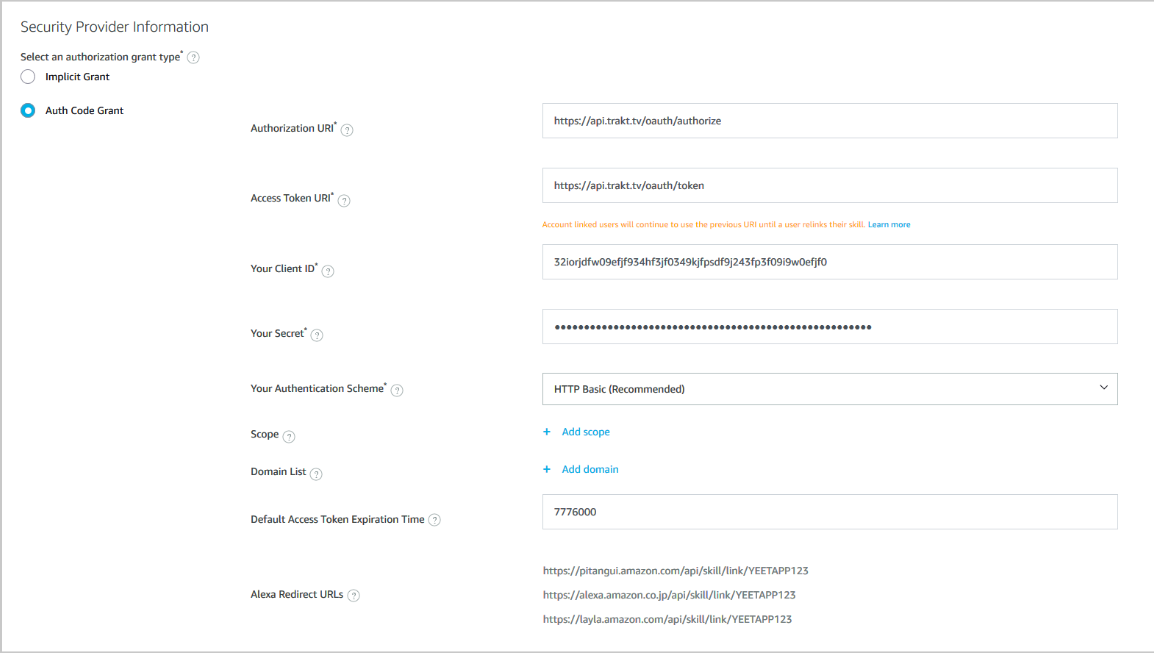 Security Provider Information
Select an authorization grant type* ?
Implicit Grant
Auth Code Grant
Authorization URI* ?
https://api.trakt.tv/oauth/authorize
Access Token URI* ?
https://api.trakt.tv/oauth/token
Account linked users will continue to use the previous URI until a user relinks their skill. Learn more
Your Client ID* ?
32iorjdfw09efjf934hf3jf0349kjfpsdf9j243fp3f09i9w0efjf0
Your Secret* ?
••••••••••••••••••••••••••••••••••••••••••••••••••••••
Your Authentication Scheme* ?
HTTP Basic (Recommended)
Scope ?
+ Add scope
Domain List ?
+ Add domain
Default Access Token Expiration Time ?
7776000
Alexa Redirect URLs ?
https://pitangui.amazon.com/api/skill/link/YEETAPP123
https://alexa.amazon.co.jp/api/skill/link/YEETAPP123
https://layla.amazon.com/api/skill/link/YEETAPP123